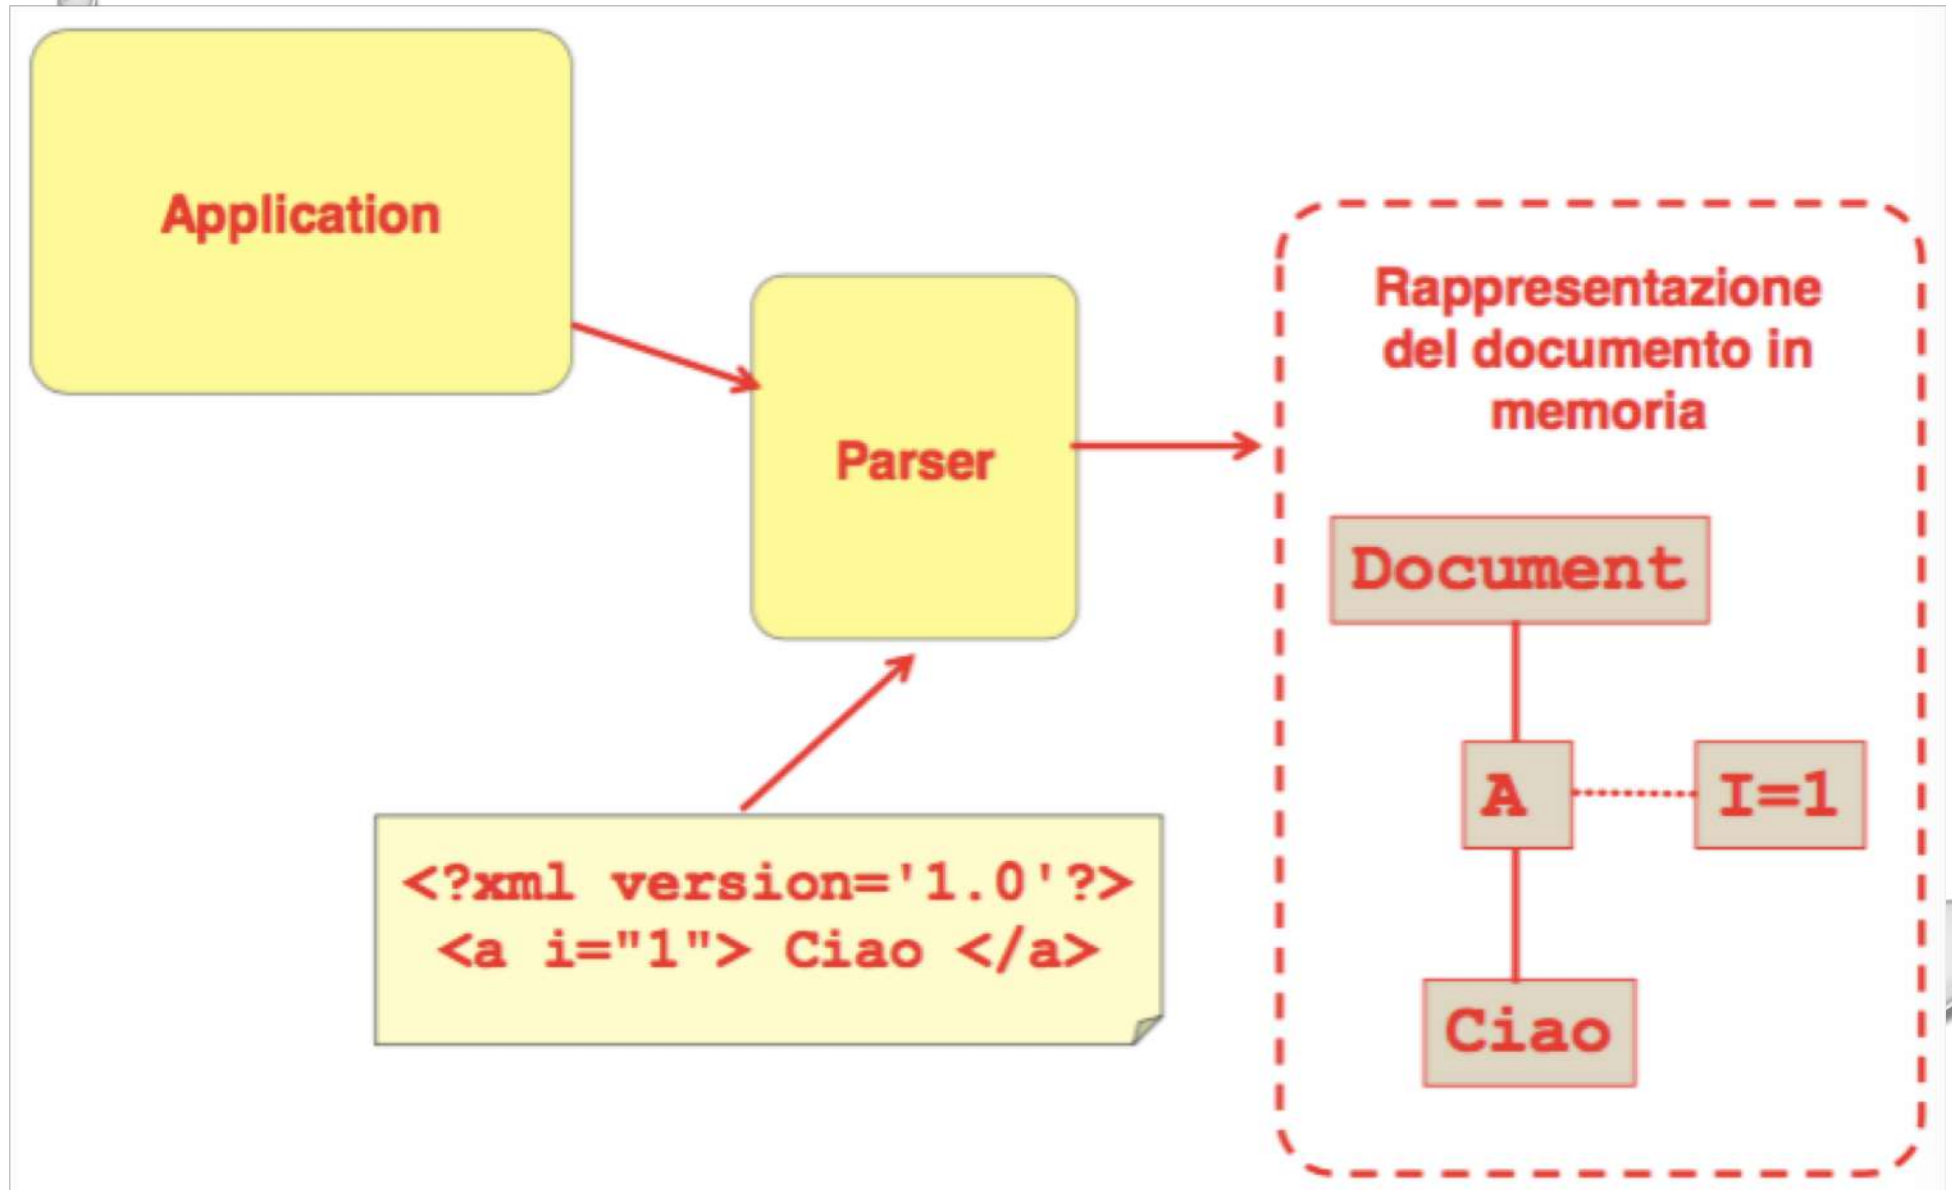 Application
Parser
<?xml version='1.0'?>
<a i="1"> Ciao </a>
Rappresentazione
del documento in
memoria
Document
A
I=1
Ciao